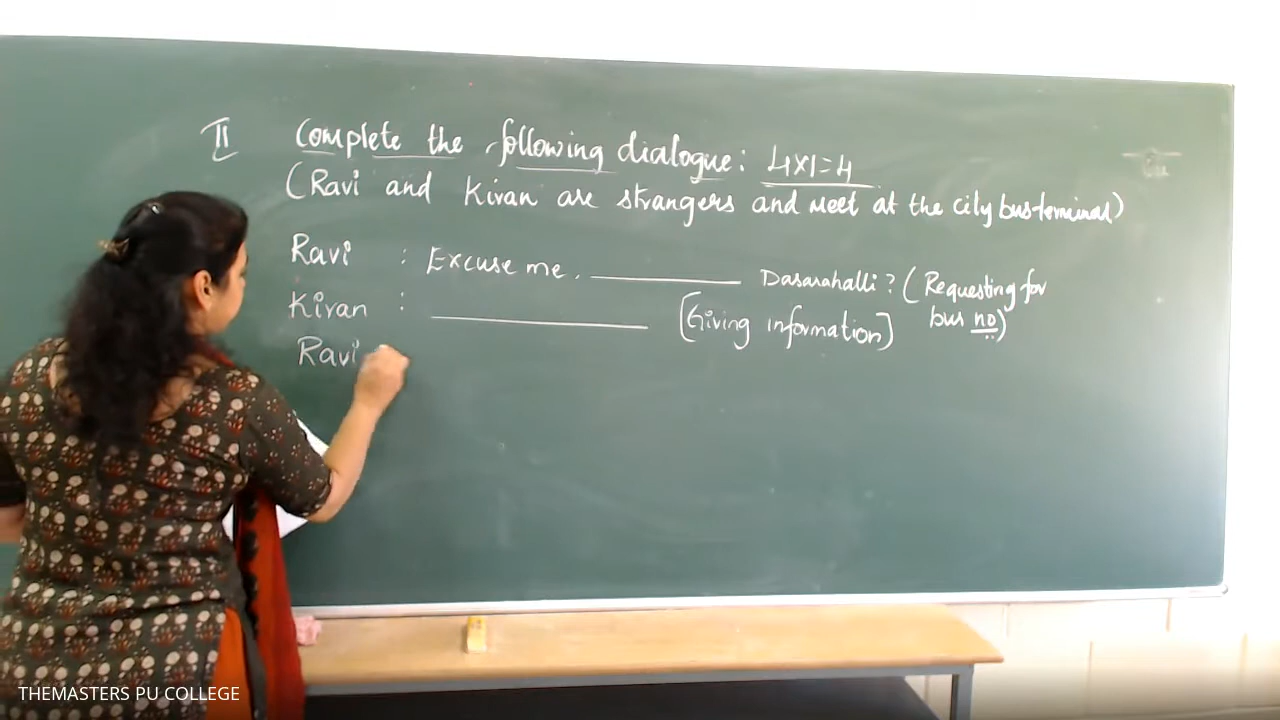 II Complete the following dialogue: 4x1=4
(Ravi and Kiran are strangers and meet at the city bus terminal)
Ravi : Excuse me. ________ Dasarahalli? (Requesting for
bus no)
Kiran : ________ [Giving information]
Ravi
THEMASTERS PU COLLEGE